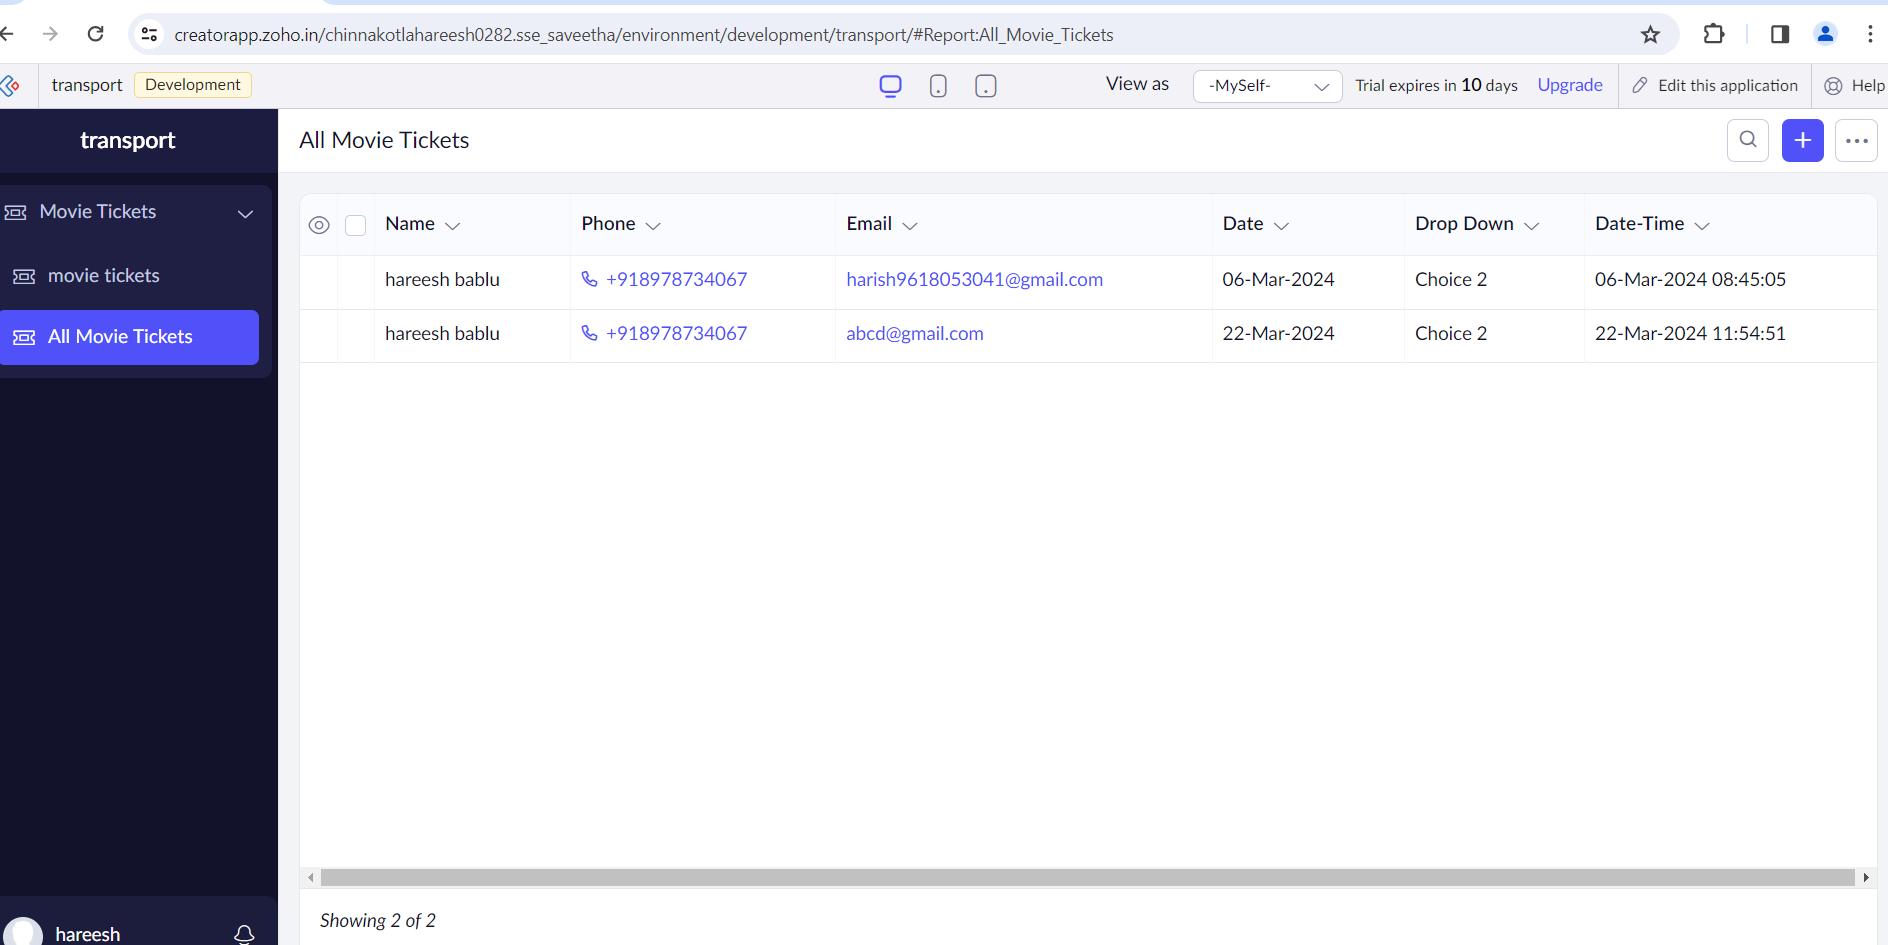 creatorapp.zoho.in/chinnakotlahareesh0282.sse_saveetha/environment/development/transport/#Report:All_Movie_Tickets
transport Development View as -MySelf- Trial expires in 10 days Upgrade Edit this application Help
transport All Movie Tickets
Movie Tickets
movie tickets
All Movie Tickets
Name Phone Email Date Drop Down Date-Time
hareesh bablu +918978734067 harish9618053041@gmail.com 06-Mar-2024 Choice 2 06-Mar-2024 08:45:05
hareesh bablu +918978734067 abcd@gmail.com 22-Mar-2024 Choice 2 22-Mar-2024 11:54:51
Showing 2 of 2
hareesh